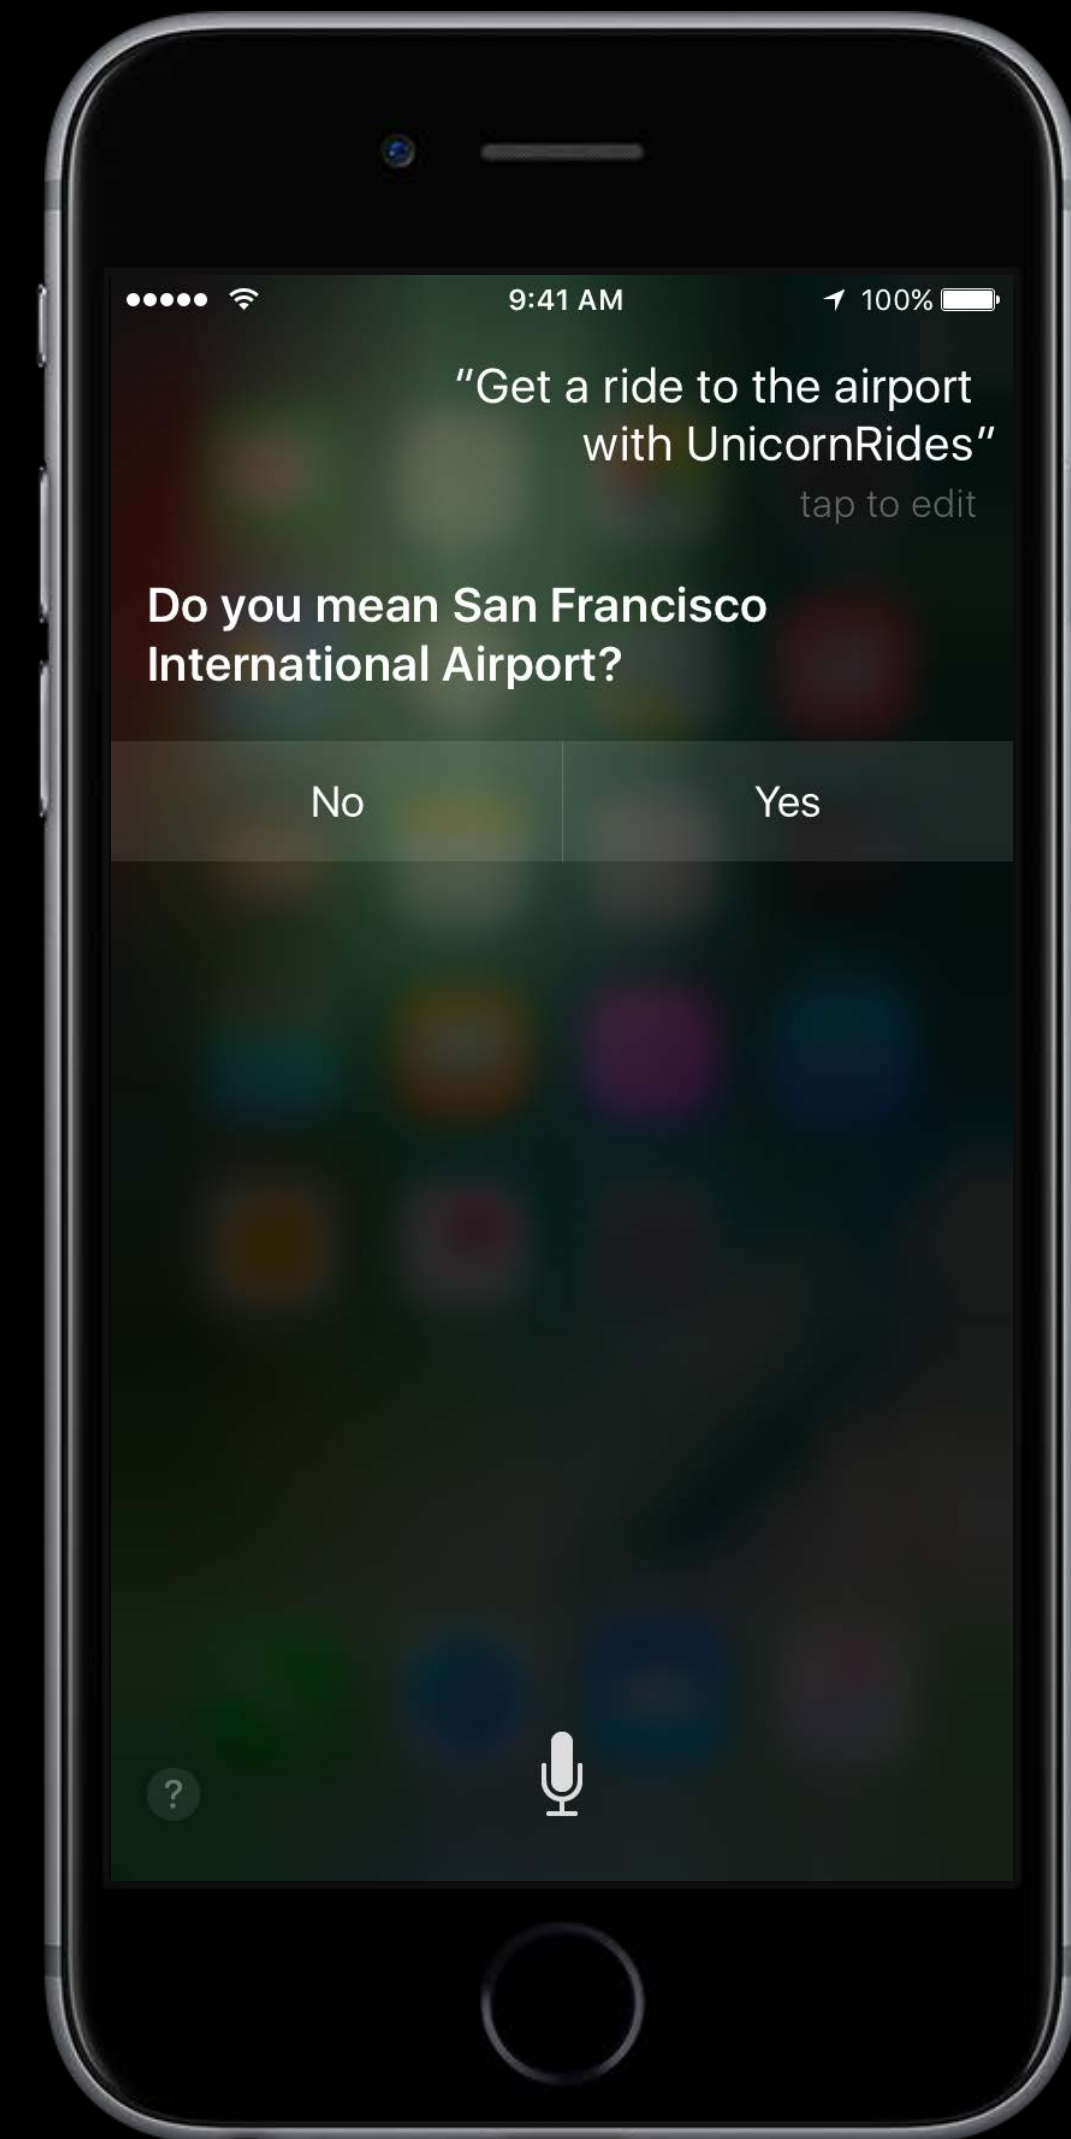 9:41 AM
100%
"Get a ride to the airport
with UnicornRides"
tap to edit
Do you mean San Francisco
International Airport?
No
Yes
?